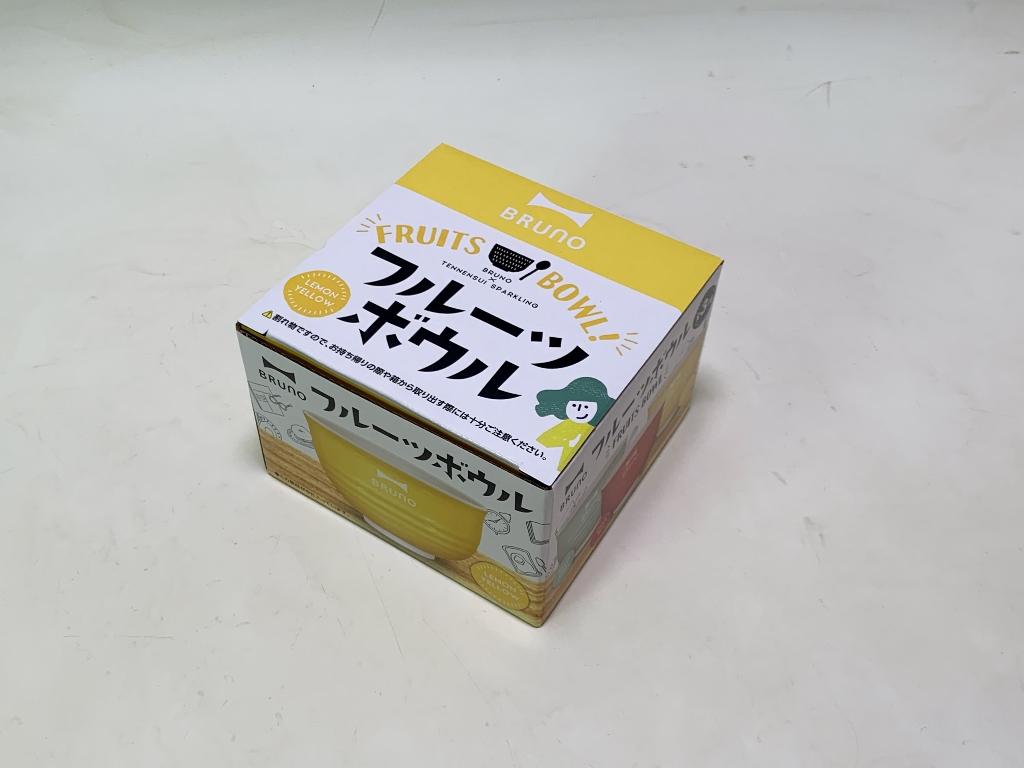 BRUNO
FRUITS BOWL!
BRUNO
×
TENNENSUI SPARKLING
フルーツ
ボウル
LEMON
YELLOW
⚠割れ物ですので、お持ち帰りの際や箱から取り出す際には十分ご注意ください。
BRUNO
フルーツボウル
BRUNO
LEMON
YELLOW
BRUNO
フルーツボウル
FRUITS BOWL